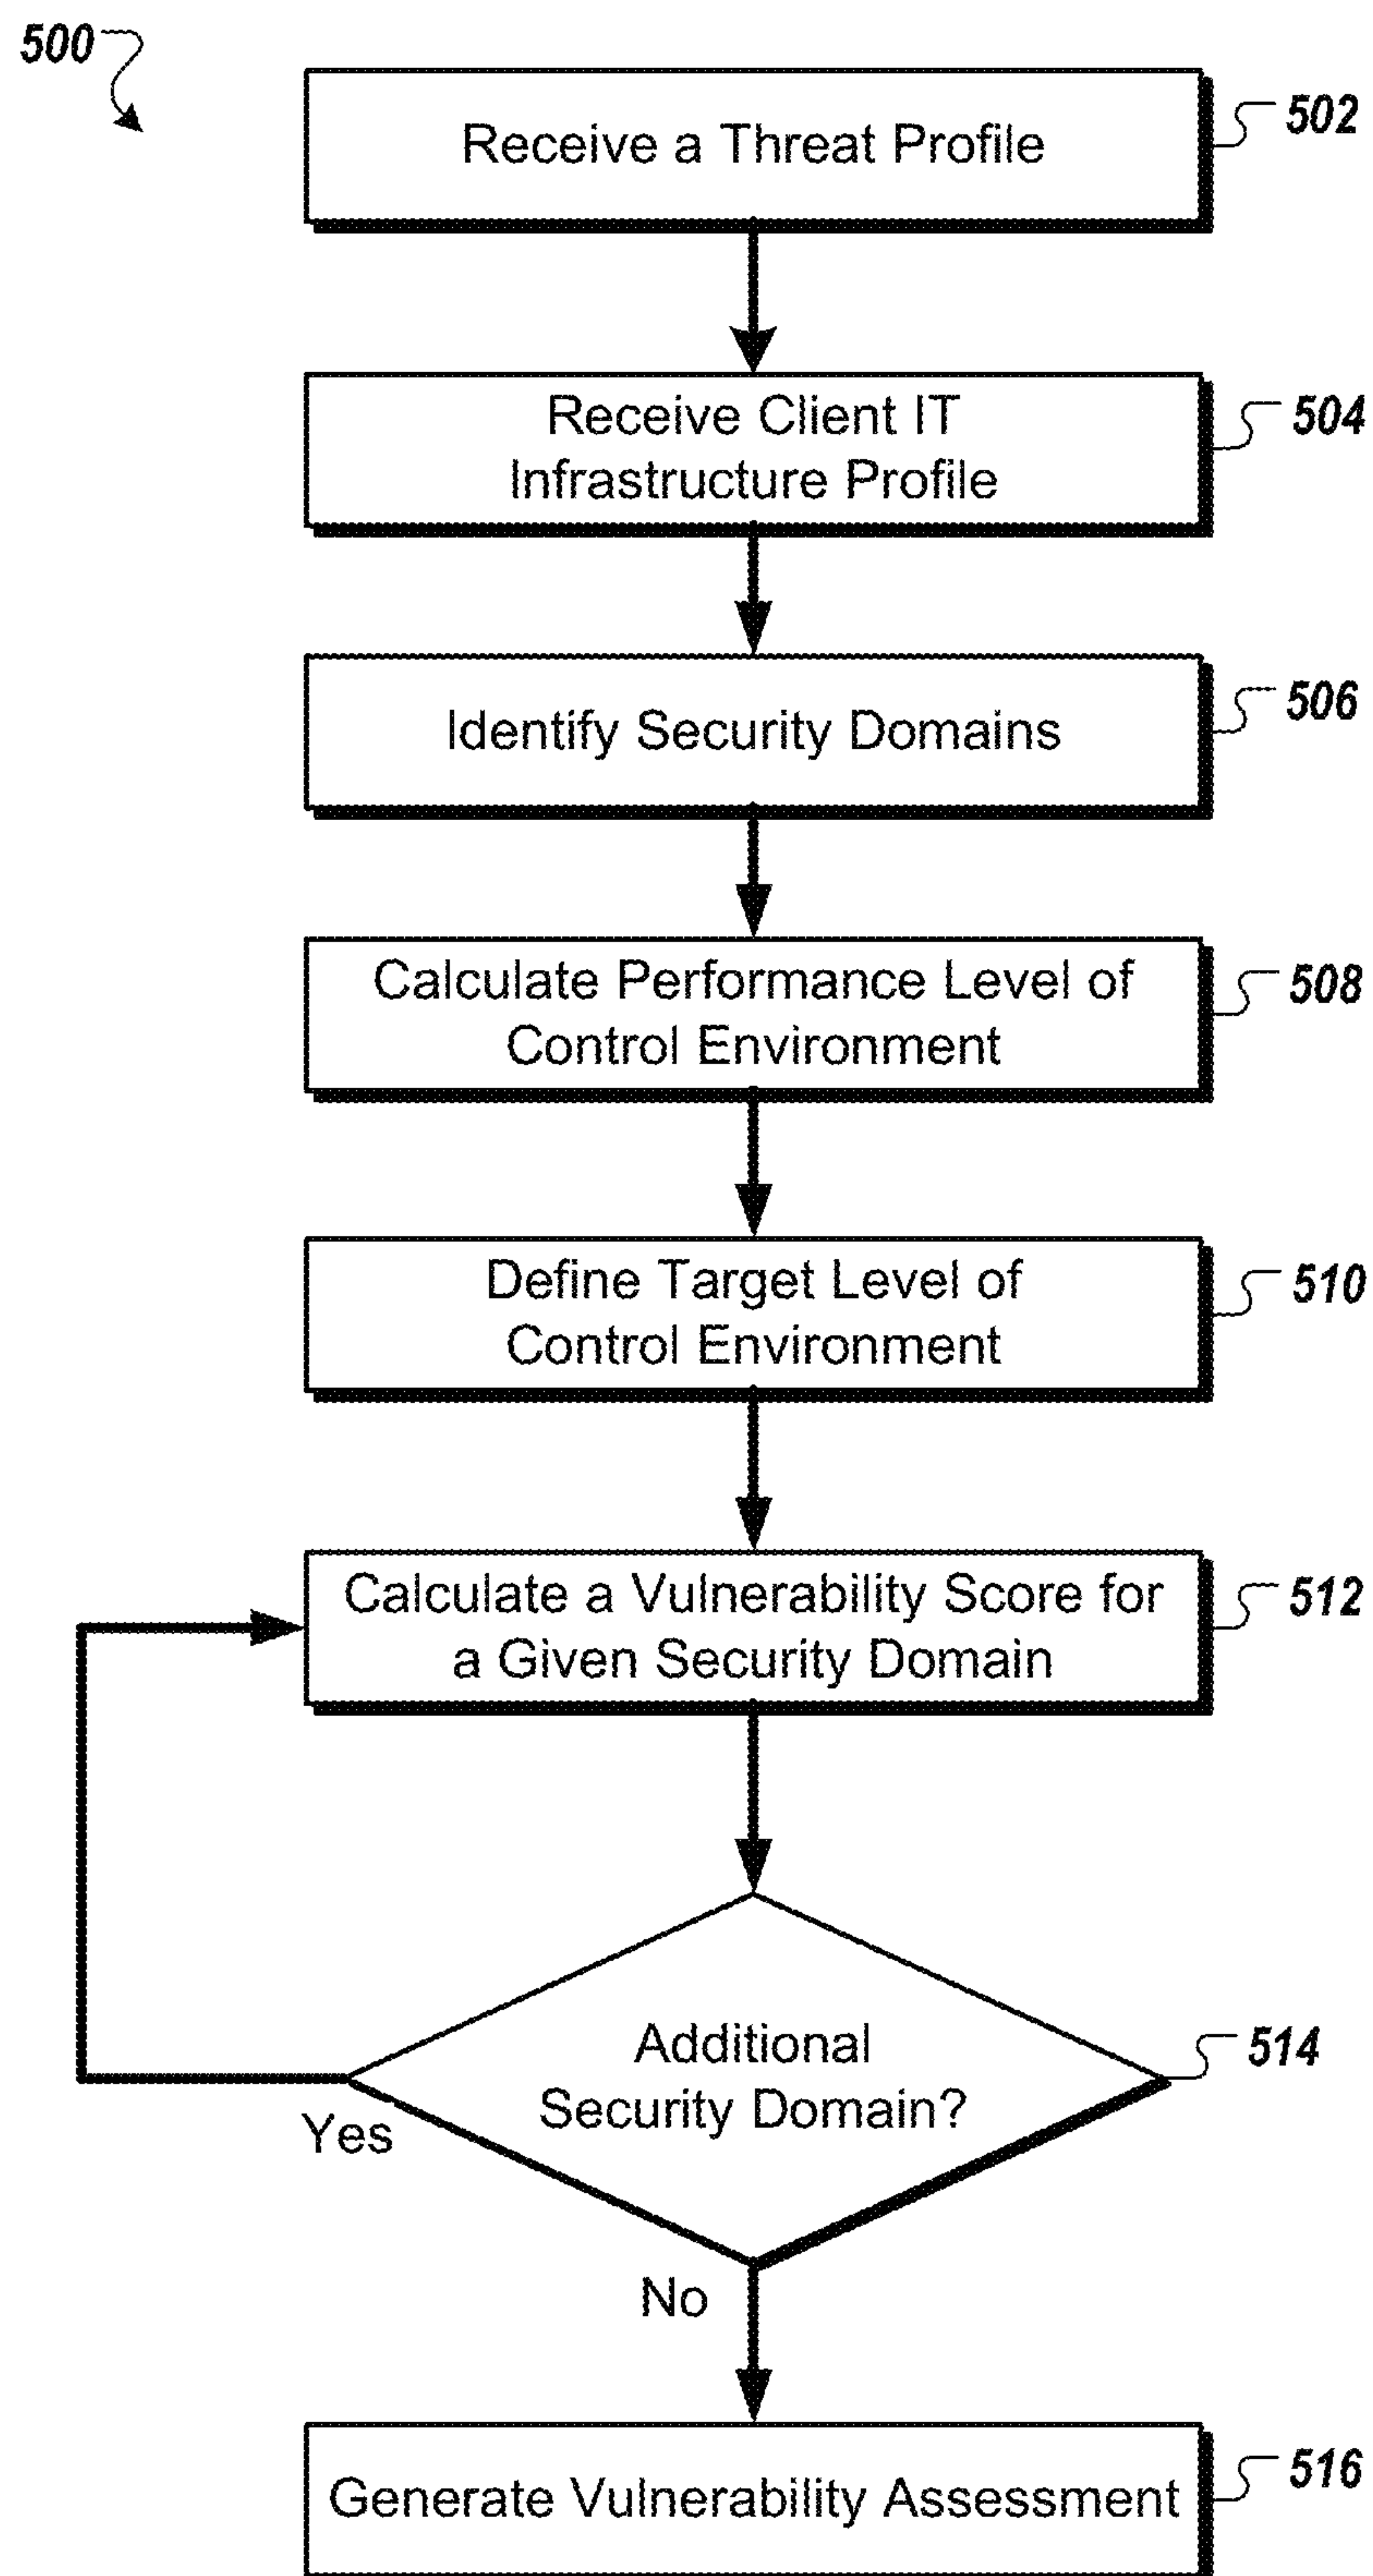 500
Receive a Threat Profile
502
Receive Client IT
Infrastructure Profile
504
Identify Security Domains
506
Calculate Performance Level of
Control Environment
508
Define Target Level of
Control Environment
510
Calculate a Vulnerability Score for
a Given Security Domain
512
Additional
Security Domain?
514
Yes
No
Generate Vulnerability Assessment
516